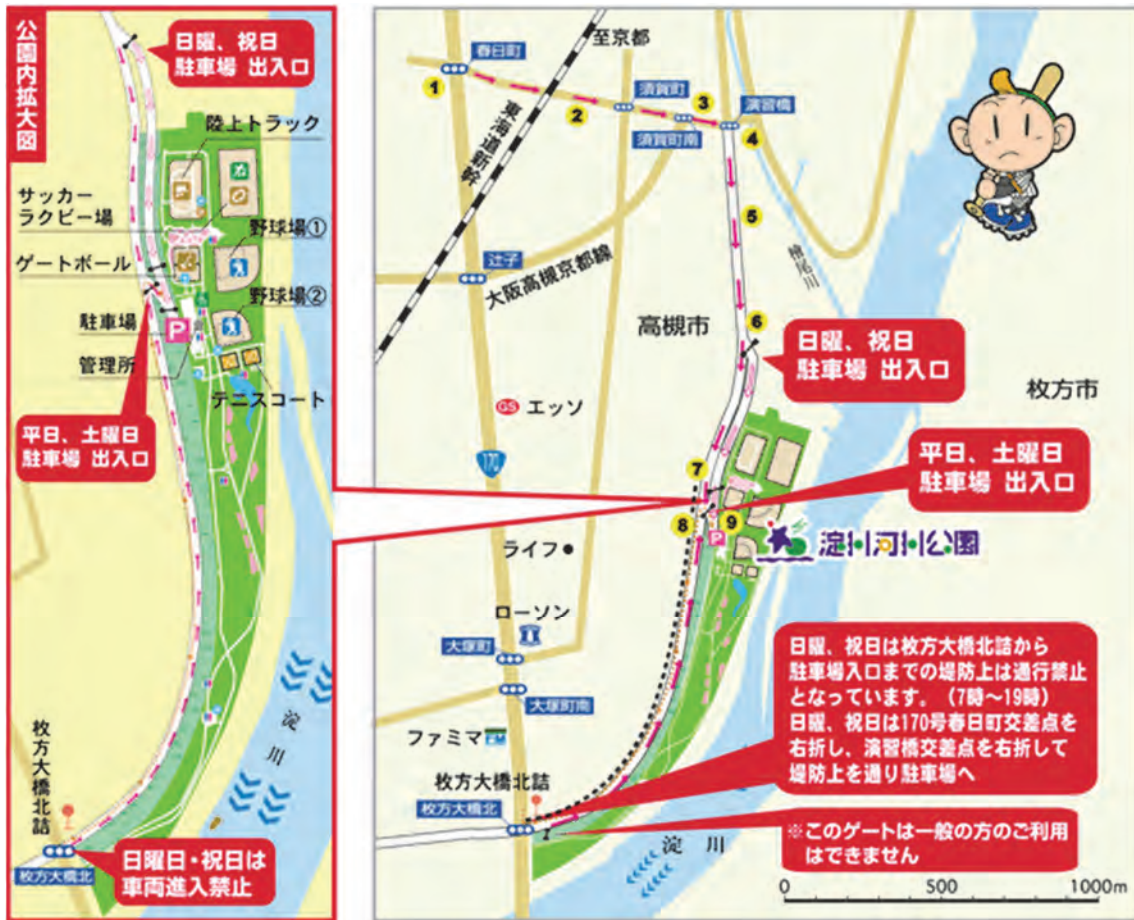 公園内拡大図
日曜、祝日
駐車場 出入口
陸上トラック
サッカー
ラクビー場
野球場①
ゲートボール
野球場②
駐車場
P
管理所
テニスコート
平日、土曜日
駐車場 出入口
淀川
枚方大橋北詰
枚方大橋北
日曜日・祝日は
車両進入禁止
至京都
春日町
1
2
須賀町
3
演習橋
須賀町南
4
東海道新幹
5
辻子
大阪高槻京都線
檜尾川
高槻市
6
日曜、祝日
駐車場 出入口
枚方市
GS エッソ
170
平日、土曜日
駐車場 出入口
7
8
9
P
淀川河川公園
ライフ
ローソン
大塚町
大塚町南
ファミマ
枚方大橋北詰
枚方大橋北
日曜、祝日は枚方大橋北詰から
駐車場入口までの堤防上は通行禁止
となっています。（7時～19時）
日曜、祝日は170号春日町交差点を
右折し、演習橋交差点を右折して
堤防上を通り駐車場へ
※このゲートは一般の方のご利用
はできません
淀川
0 500 1000m